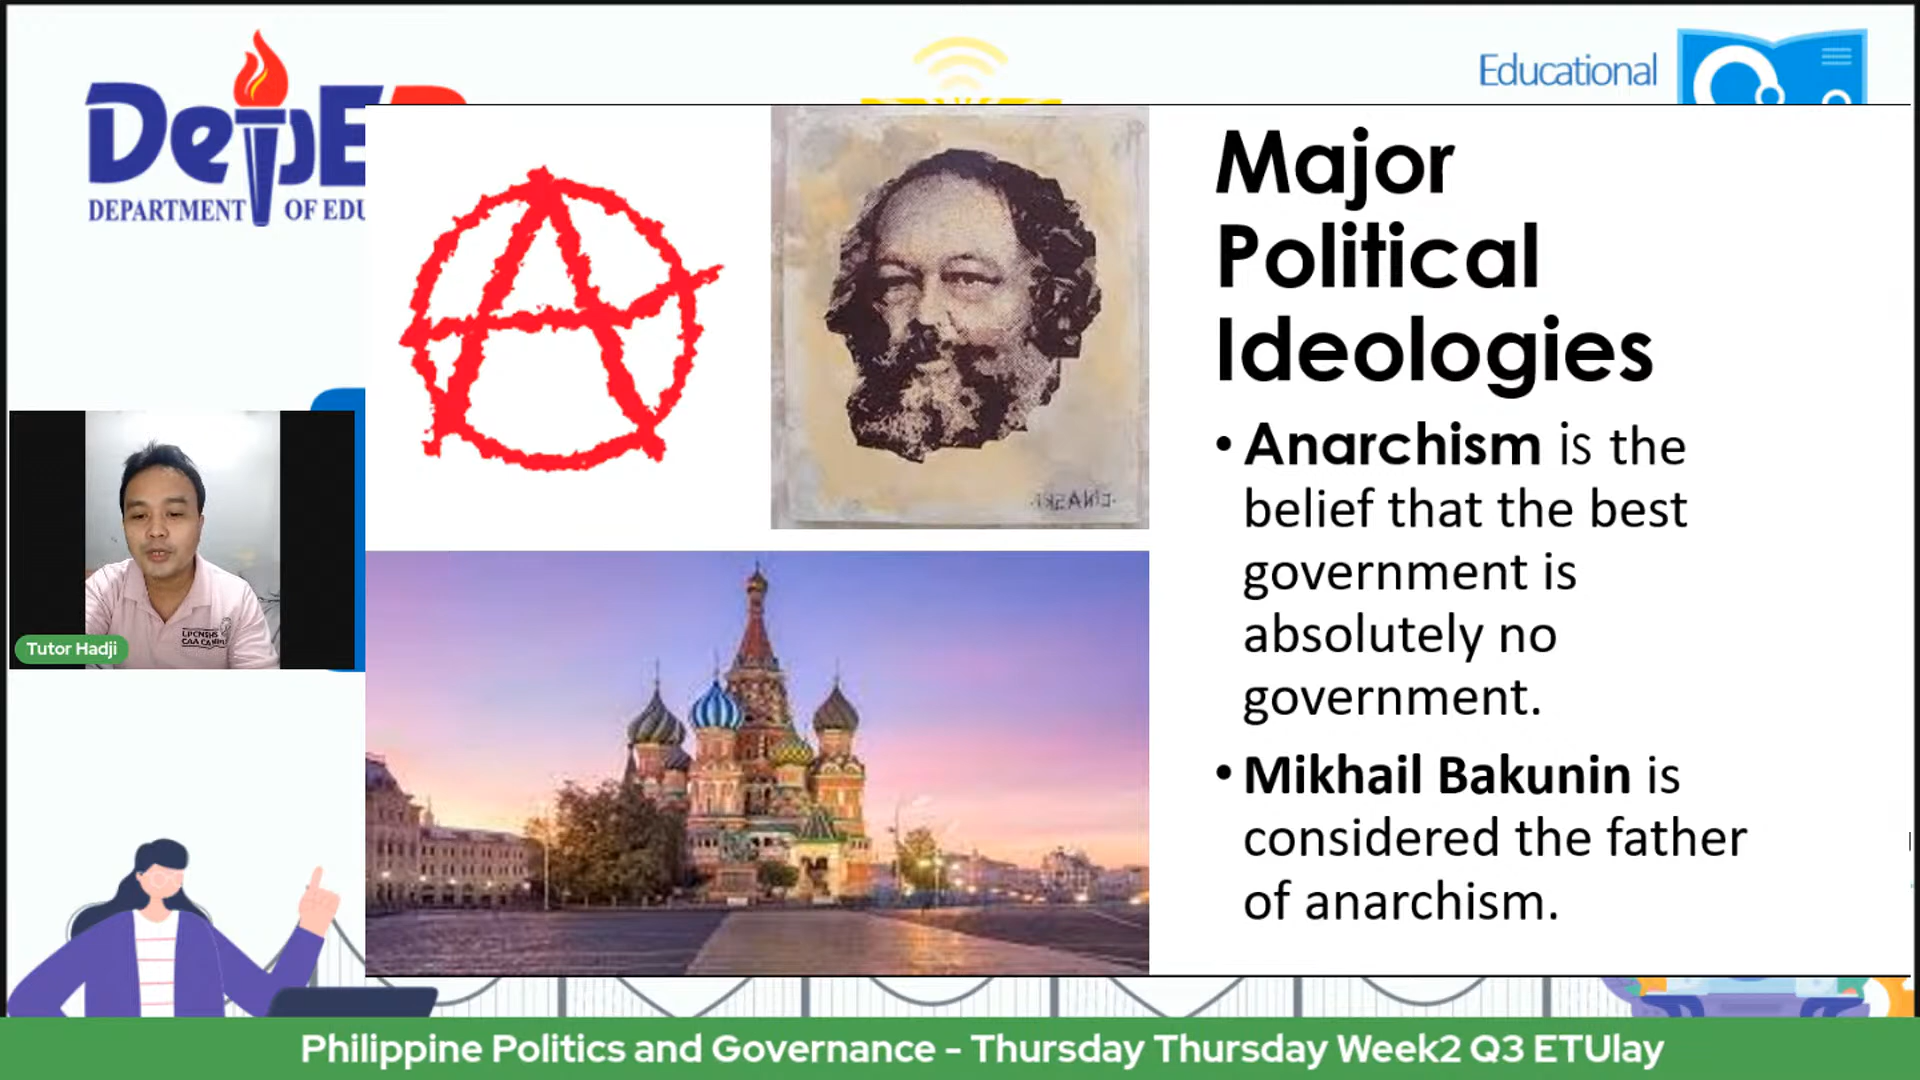 DepE
DEPARTMENT OF EDU
Educational
Major
Political
Ideologies
• Anarchism is the
belief that the best
government is
absolutely no
government.
• Mikhail Bakunin is
considered the father
of anarchism.
Tutor Hadji
Philippine Politics and Governance - Thursday Thursday Week2 Q3 ETUlay